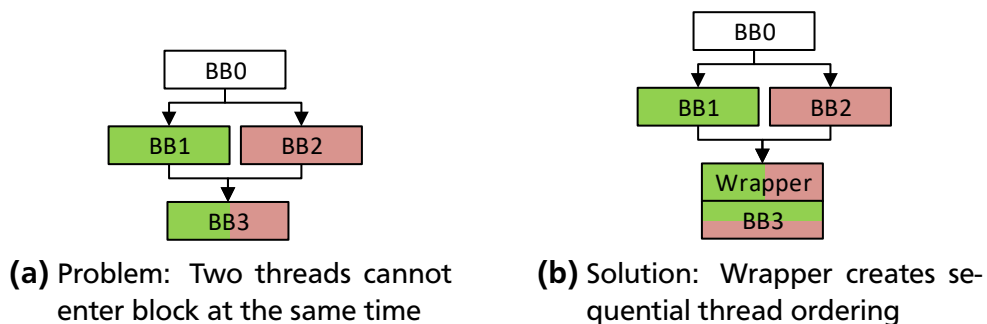 BB0
BB1 BB2
BB3
(a) Problem: Two threads cannot
enter block at the same time
BB0
BB1 BB2
Wrapper
BB3
(b) Solution: Wrapper creates se-
quential thread ordering